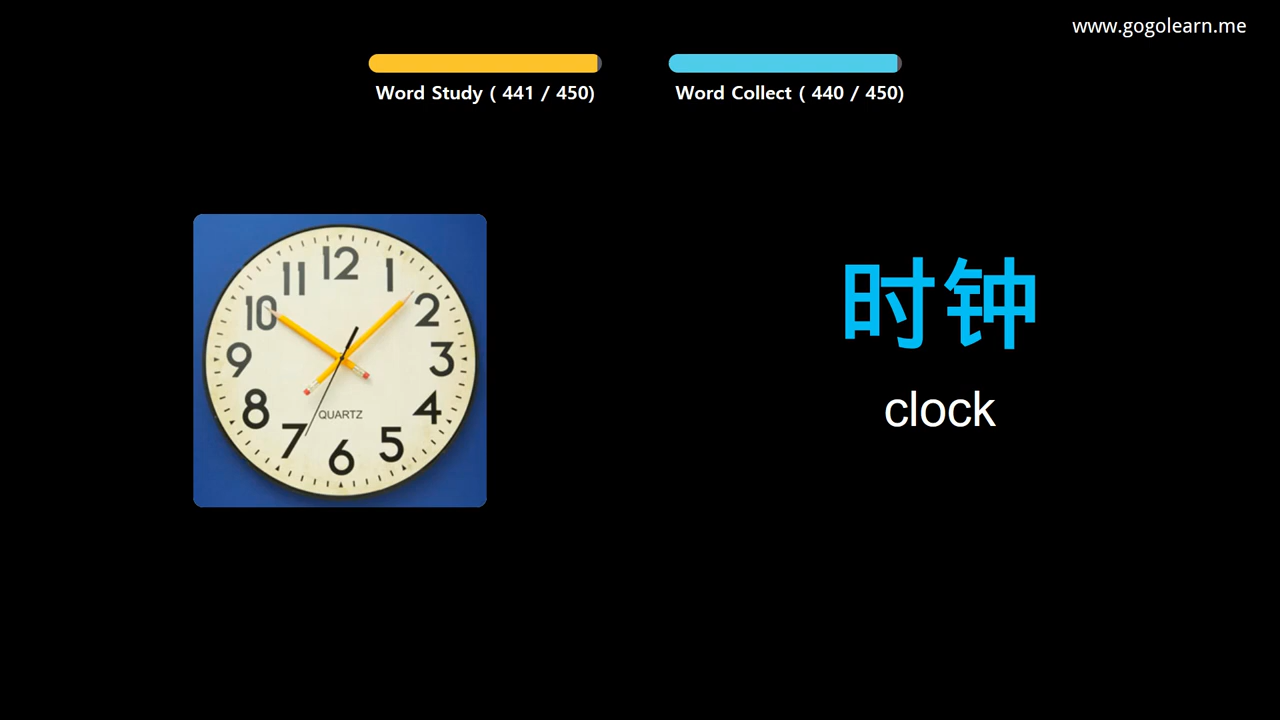 www.gogolearn.me
Word Study ( 441 / 450)
Word Collect ( 440 / 450)
12
11
1
10
2
9
3
8
4
7
5
6
QUARTZ
时钟
clock